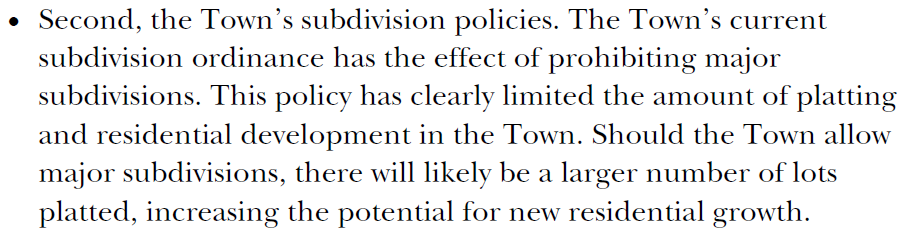 • Second, the Town’s subdivision policies. The Town’s current
subdivision ordinance has the effect of prohibiting major
subdivisions. This policy has clearly limited the amount of platting
and residential development in the Town. Should the Town allow
major subdivisions, there will likely be a larger number of lots
platted, increasing the potential for new residential growth.